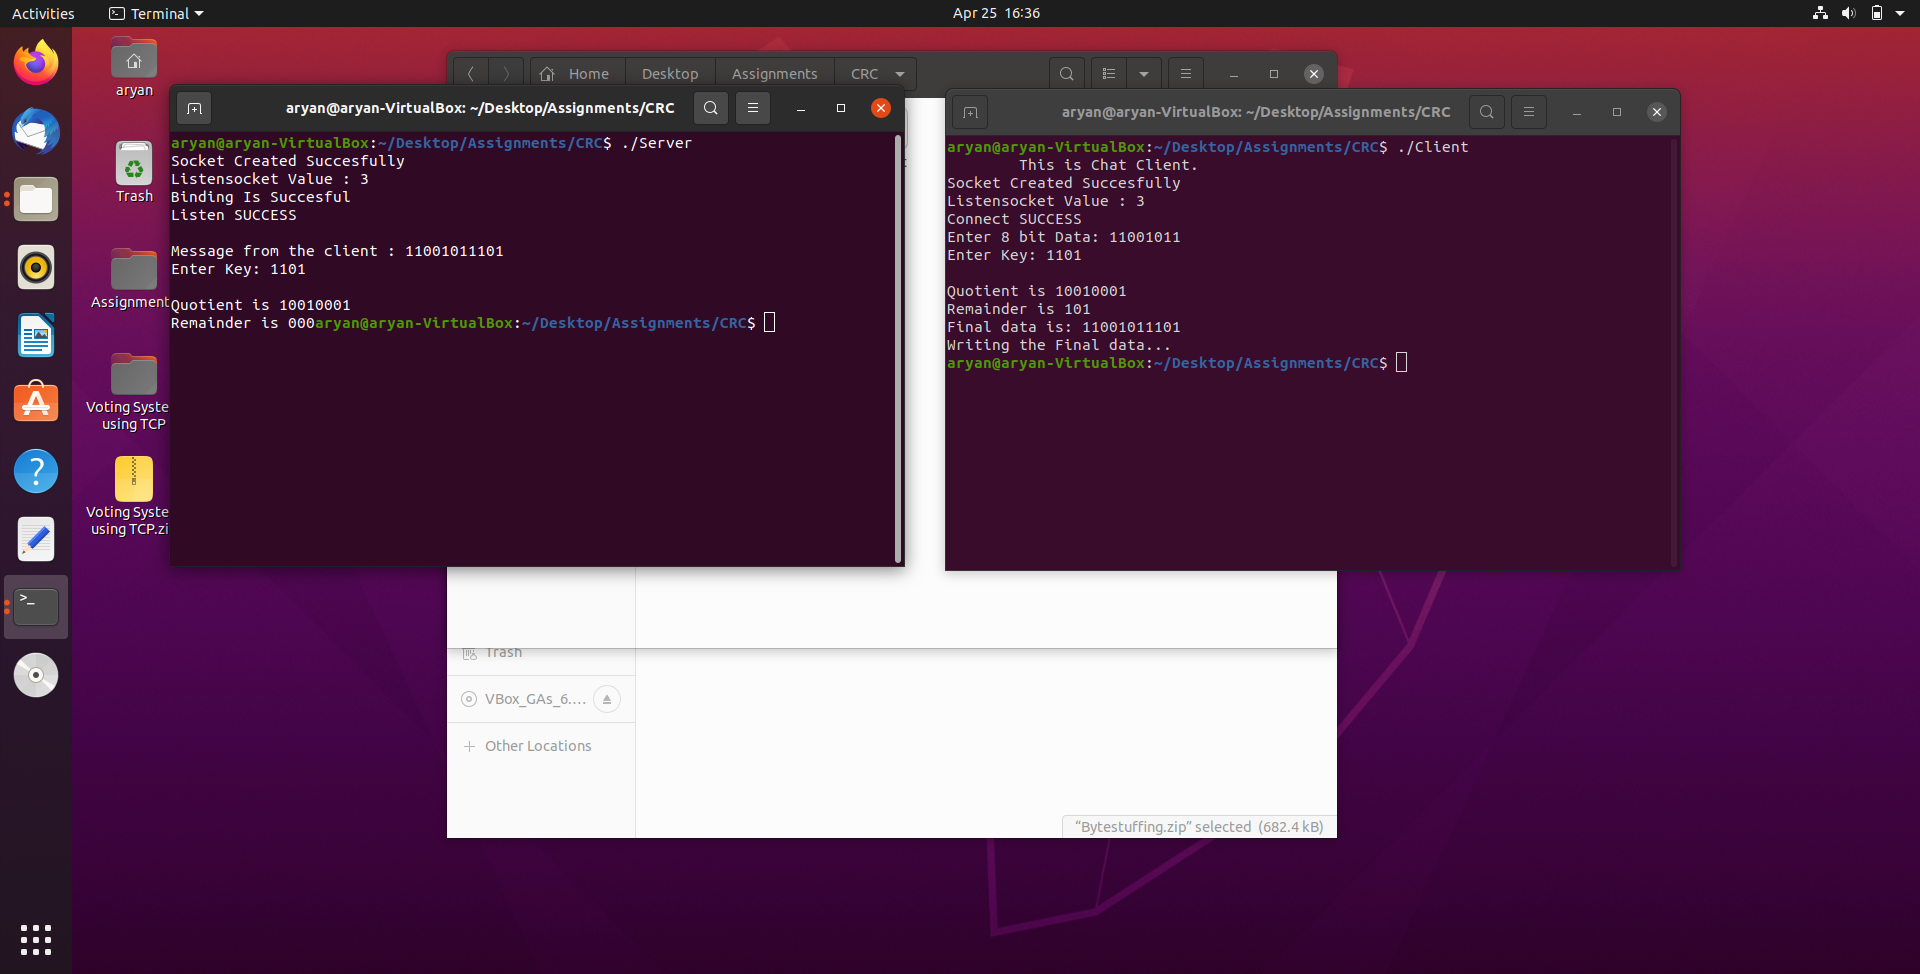 Activities
Terminal
Apr 25 16:36
aryan
Trash
Assignment
Voting Syste
using TCP
Voting Syste
using TCP.zi
Home
Desktop
Assignments
CRC
aryan@aryan-VirtualBox: ~/Desktop/Assignments/CRC
aryan@aryan-VirtualBox:~/Desktop/Assignments/CRC$ ./Server
Socket Created Succesfully
Listensocket Value : 3
Binding Is Succesful
Listen SUCCESS
Message from the client : 11001011101
Enter Key: 1101
Quotient is 10010001
Remainder is 000aryan@aryan-VirtualBox:~/Desktop/Assignments/CRC$
aryan@aryan-VirtualBox: ~/Desktop/Assignments/CRC
aryan@aryan-VirtualBox:~/Desktop/Assignments/CRC$ ./Client
This is Chat Client.
Socket Created Succesfully
Listensocket Value : 3
Connect SUCCESS
Enter 8 bit Data: 11001011
Enter Key: 1101
Quotient is 10010001
Remainder is 101
Final data is: 11001011101
Writing the Final data...
aryan@aryan-VirtualBox:~/Desktop/Assignments/CRC$
Trash
VBox_GAs_6....
Other Locations
“Bytestuffing.zip” selected (682.4 kB)